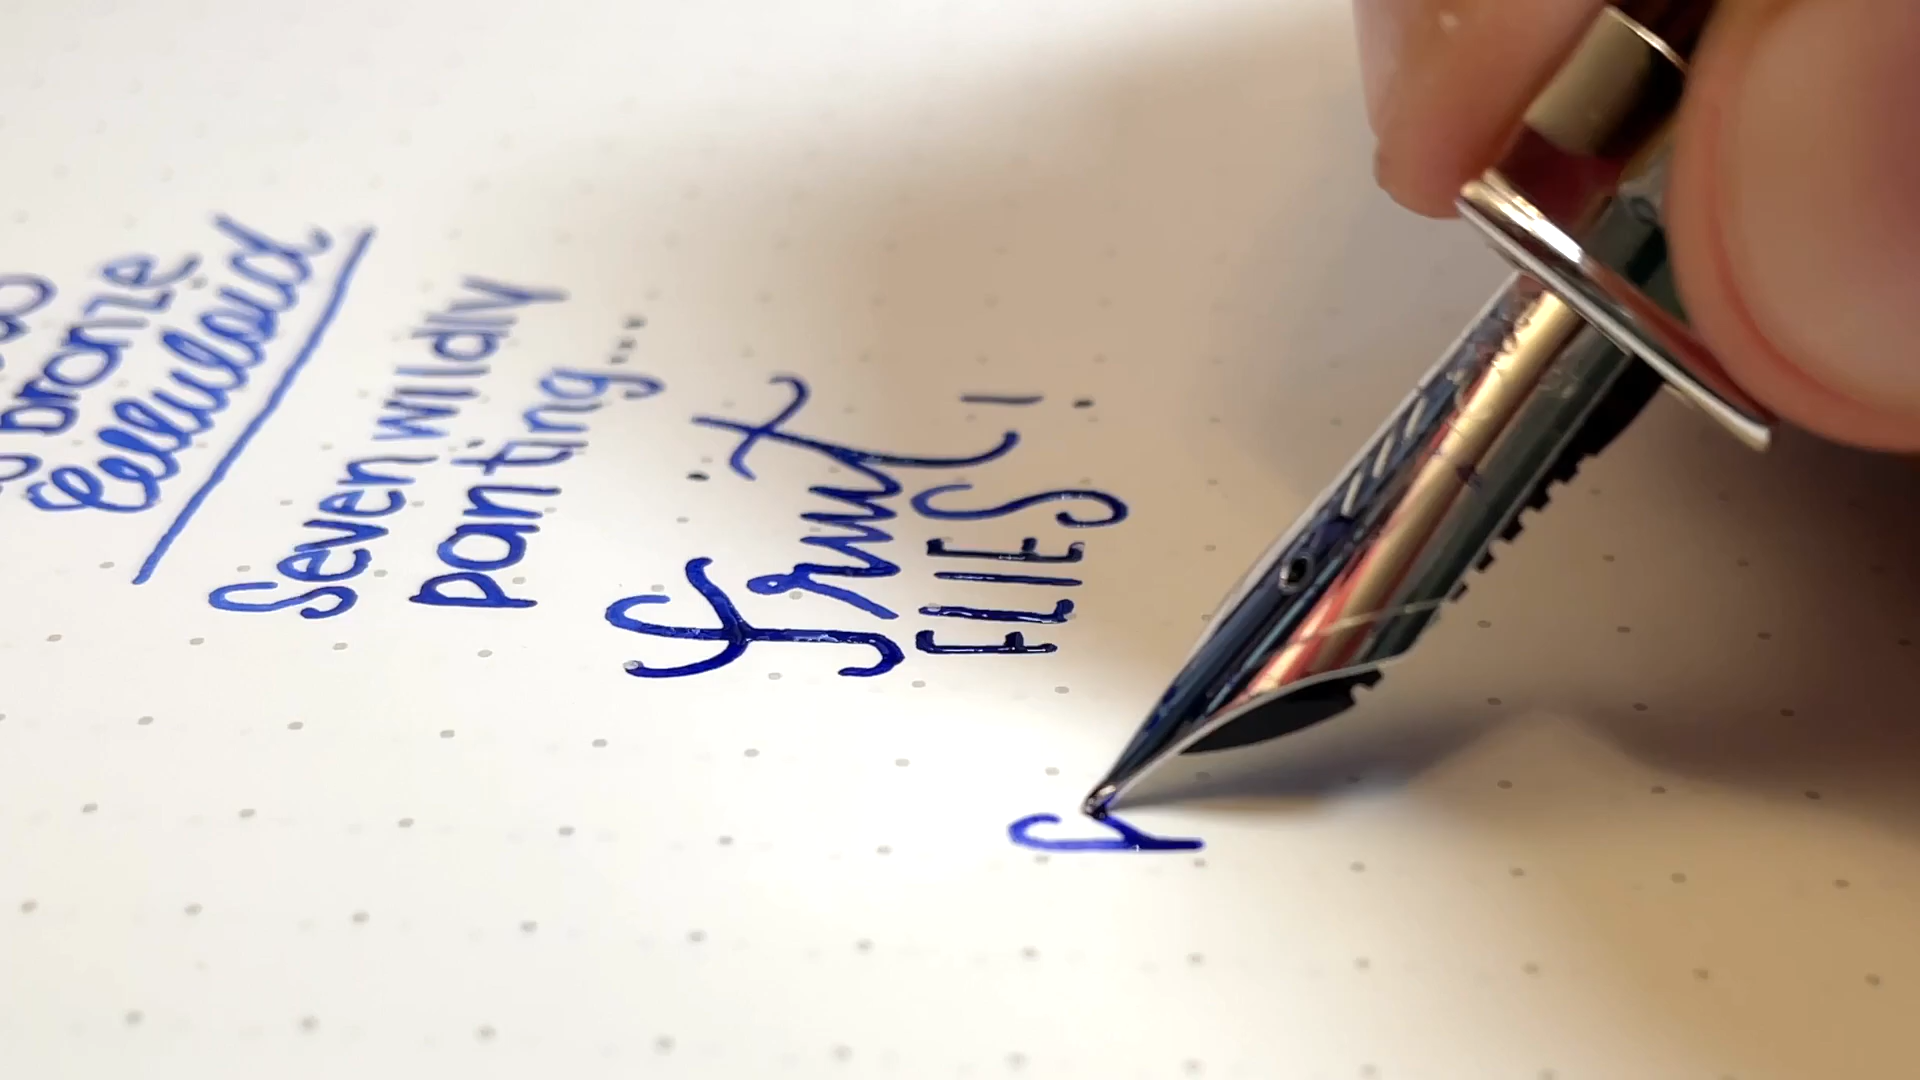 bronze
Celluloid
Seven wildly
panting...
Fruit
FLIES